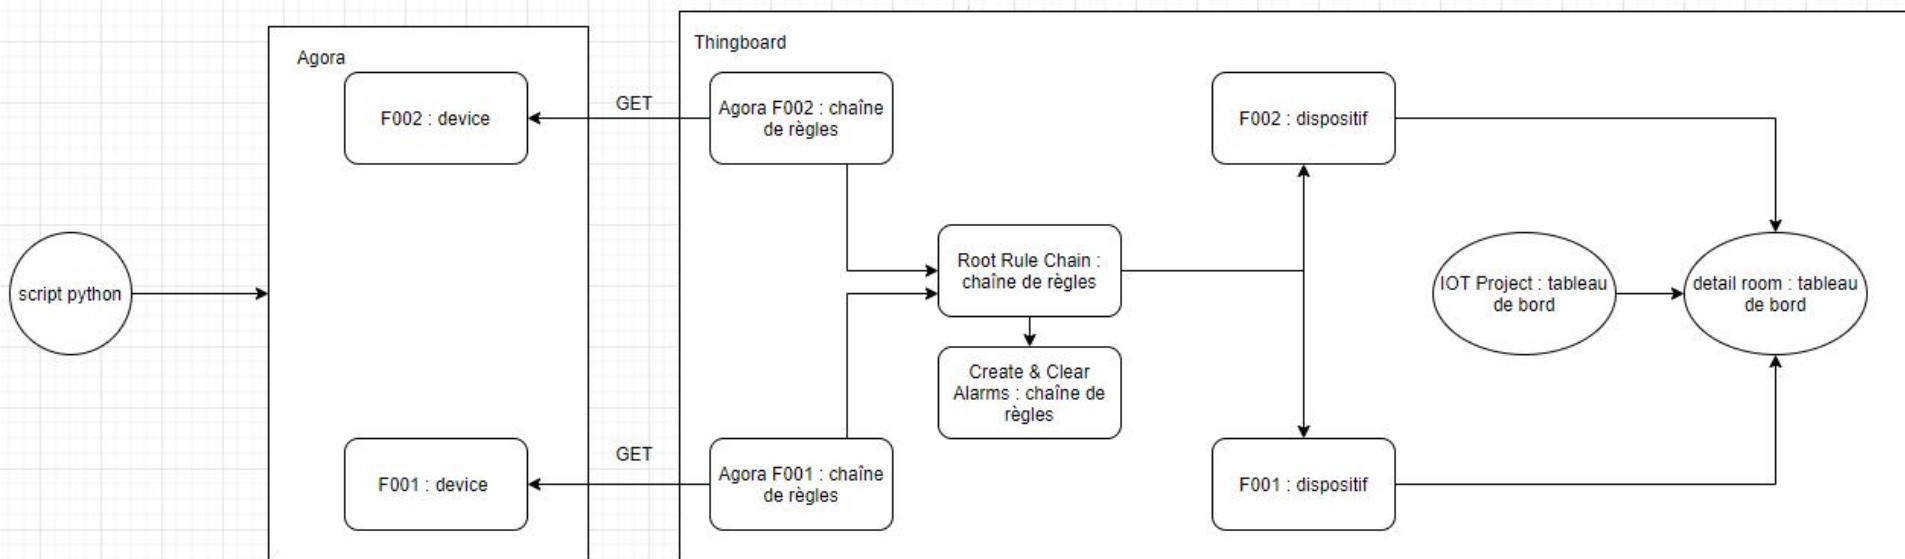 Agora
Thingboard
F002 : device
GET
Agora F002 : chaîne
de règles
F002 : dispositif
script python
Root Rule Chain :
chaîne de règles
IOT Project : tableau
de bord
detail room : tableau
de bord
Create & Clear
Alarms : chaîne de
règles
F001 : device
GET
Agora F001 : chaîne
de règles
F001 : dispositif